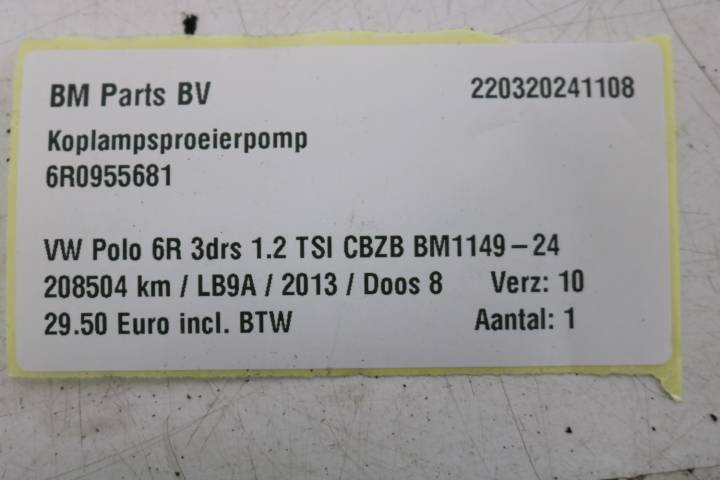 BM Parts BV 220320241108
Koplampsproeierpomp
6R0955681
VW Polo 6R 3drs 1.2 TSI CBZB BM1149-24
208504 km / LB9A / 2013 / Doos 8 Verz: 10
29.50 Euro incl. BTW Aantal: 1